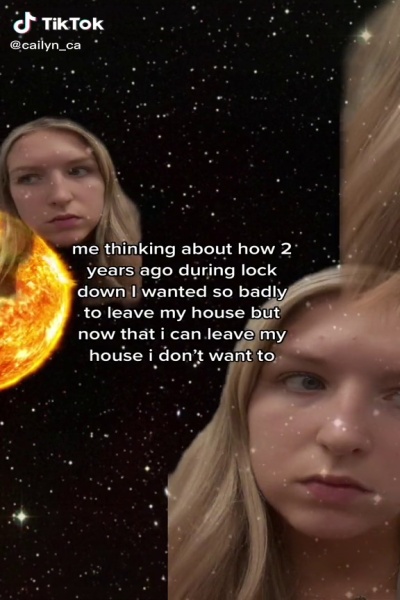 TikTok
@cailyn_ca
me thinking about how 2
years ago during lock
down I wanted so badly
to leave my house but
now that i can leave my
house i don't want to